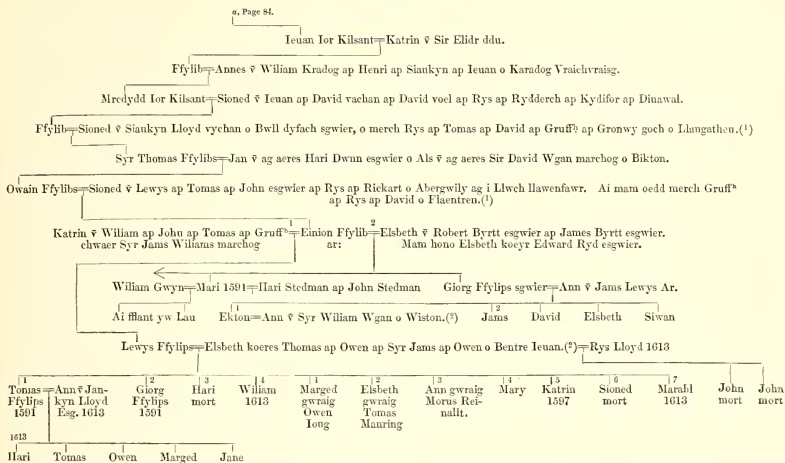 a, Page 84.
Ieuan Ior Kilsant=Katrin v̄ Sir Elidr ddu.
Ffylib=Annes v̄ Wiliam Kradog ap Henri ap Siankyn ap Ieuan o Karadog Vraichvraisg.
Mredydd Ior Kilsant=Sioned v̄ Ieuan ap David vachan ap David voel ap Rys ap Rydderch ap Kydifor ap Dinawal.
Ffylib=Sioned v̄ Siankyn Lloyd vychan o Bwll dyfach sgwier, o merch Rys ap Tomas ap David ap Gruffh ap Gronwy goch o Llangathen.(1)
Syr Thomas Ffylibs=Jan v̄ ag aeres Hari Dwnn esgwier o Als v̄ ag aeres Sir David Wgan marchog o Bikton.
Owain Ffylibs=Sioned v̄ Lewys ap Tomas ap John esgwier ap Rys ap Rickart o Abergwily ag i Llwch llawenfawr. Ai mam oedd merch Gruffh
ap Rys ap David o Flaentren.(1)
1 2
Katrin v̄ Wiliam ap John ap Tomas ap Gruffh=Einion Ffylib=Elsbeth v̄ Robert Byrtt esgwier ap James Byrtt esgwier.
chwaer Syr Jams Wiliams marchog ar: Mam hono Elsbeth koeyr Edward Ryd esgwier.
Wiliam Gwyn=Mari 1591=Hari Stedman ap John Stedman Giorg Ffylips sgwier=Ann v̄ Jams Lewys Ar.
1 2
Ai fflant yw Lau Ekton=Ann v̄ Syr Wiliam Wgan o Wiston.(2) Jams David Elsbeth Siwan
Lewys Ffylips=Elsbeth koeres Thomas ap Owen ap Syr Jams ap Owen o Bentre Ieuan.(2)=Rys Lloyd 1613
1 2 3 4 1 2 3 4 5 6 7
Tomas=Ann v̄ Jan- Giorg Hari Wiliam Marged Elsbeth Ann gwraig Mary Katrin Sioned Marabl John John
Ffylips kyn Lloyd Ffylips mort 1613 gwraig gwraig Morus Rei- 1597 mort 1613 mort mort
1591 Esg. 1613 1591 Owen Tomas nallt.
Iong Manring
1613
Hari Tomas Owen Marged Jane